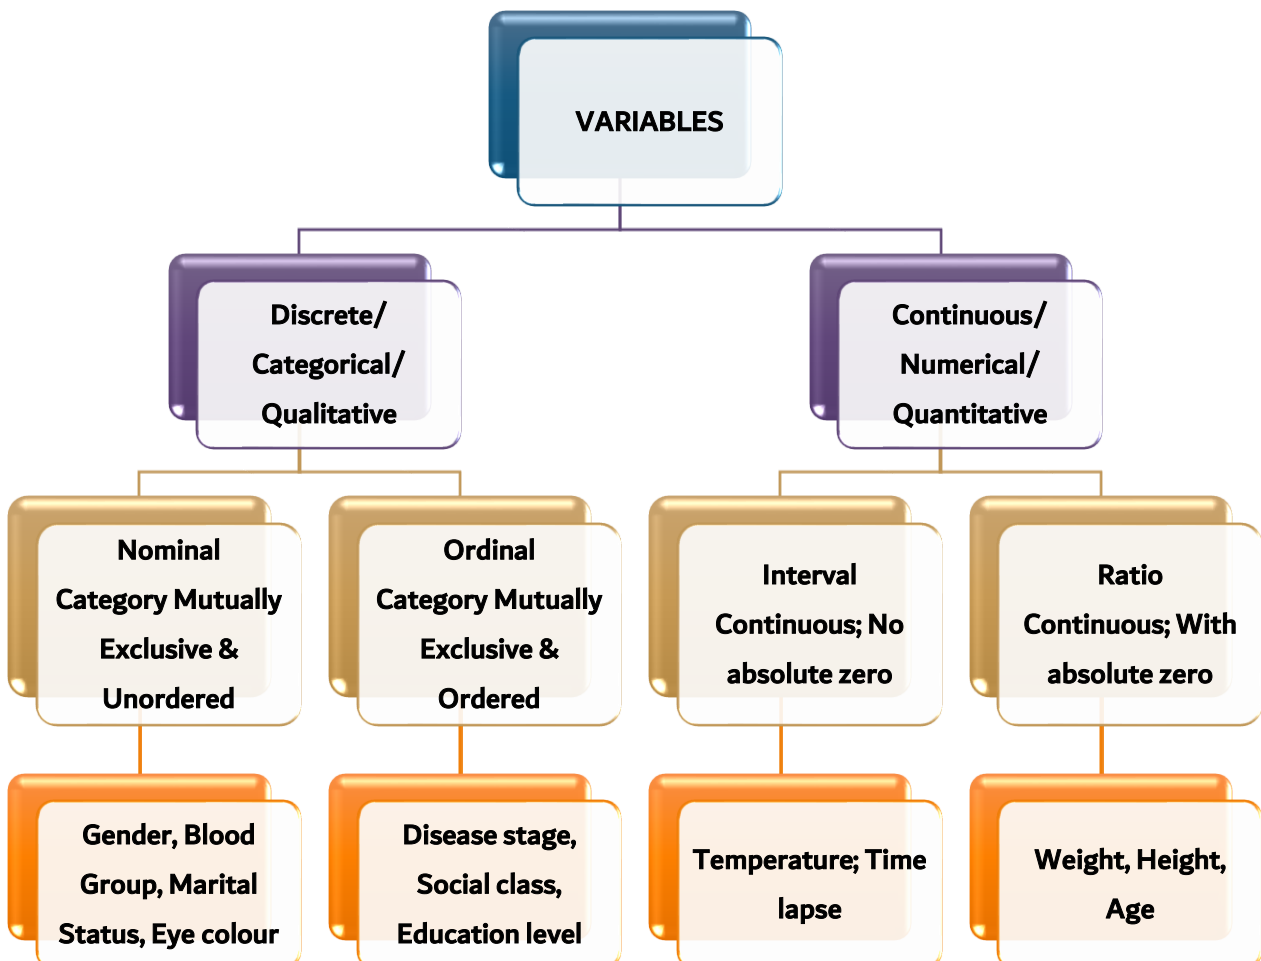 VARIABLES
Discrete/
Categorical/
Qualitative
Continuous/
Numerical/
Quantitative
Nominal
Category Mutually
Exclusive &
Unordered
Ordinal
Category Mutually
Exclusive &
Ordered
Interval
Continuous; No
absolute zero
Ratio
Continuous; With
absolute zero
Gender, Blood
Group, Marital
Status, Eye colour
Disease stage,
Social class,
Education level
Temperature; Time
lapse
Weight, Height,
Age